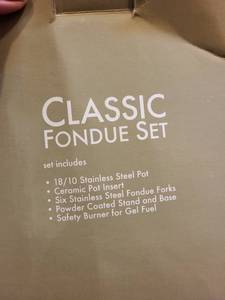 CLASSIC
FONDUE SET
set includes
• 18/10 Stainless Steel Pot
• Ceramic Pot Insert
• Six Stainless Steel Fondue Forks
• Powder Coated Stand and Base
• Safety Burner for Gel Fuel